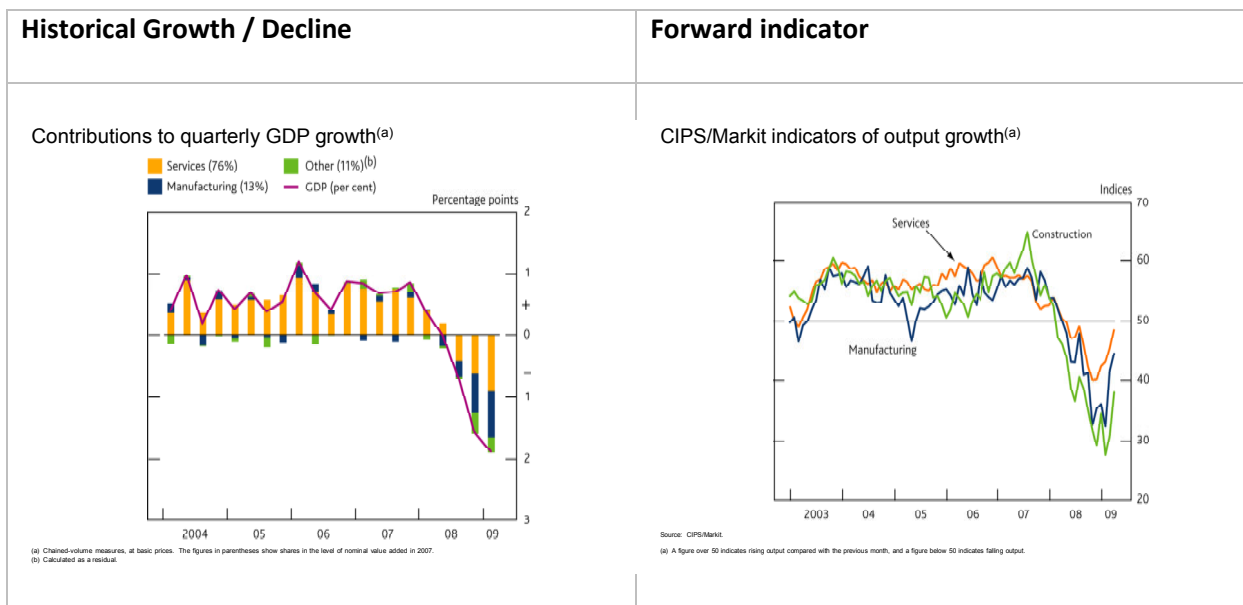 Historical Growth / Decline
Forward indicator
Contributions to quarterly GDP growth(a)
Services (76%)
Other (11%)(b)
Manufacturing (13%)
GDP (per cent)
Percentage points
2
1
+
0
–
1
2
3
2004
05
06
07
08
09
(a) Chained-volume measures, at basic prices. The figures in parentheses show shares in the level of nominal value added in 2007.
(b) Calculated as a residual.
CIPS/Markit indicators of output growth(a)
Indices
70
Services
Construction
60
50
Manufacturing
40
30
20
2003
04
05
06
07
08
09
Source: CIPS/Markit.
(a) A figure over 50 indicates rising output compared with the previous month, and a figure below 50 indicates falling output.